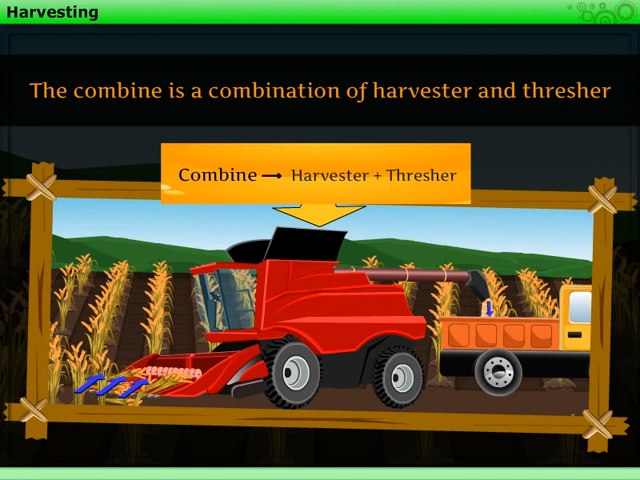 Harvesting
The combine is a combination of harvester and thresher
Combine → Harvester + Thresher